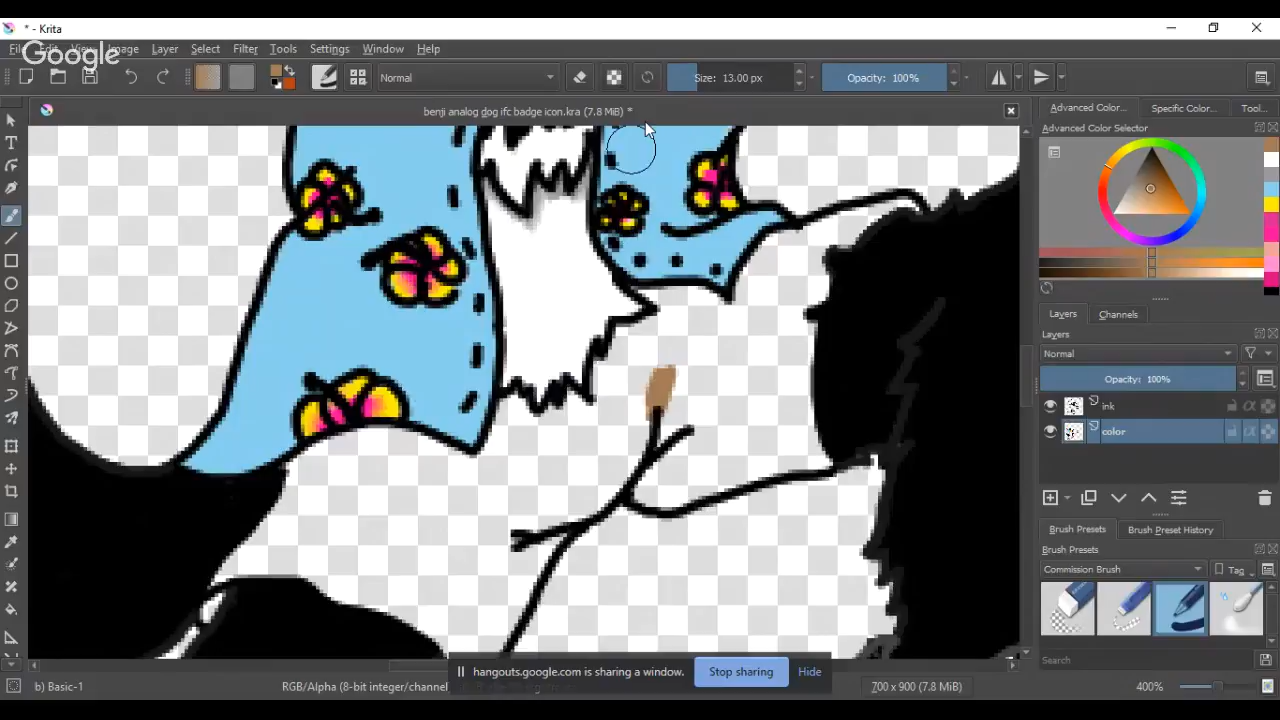 * - Krita
File Edit View Image Layer Select Filter Tools Settings Window Help
Google
Normal
Size: 13.00 px
Opacity: 100%
benji analog dog ifc badge icon.kra (7.8 MiB) *
Advanced Color...
Specific Color...
Tool...
Advanced Color Selector
Layers
Channels
Layers
Normal
Opacity: 100%
ink
color
Brush Presets
Brush Preset History
Brush Presets
Commission Brush
Tag
Search
hangouts.google.com is sharing a window.
Stop sharing
Hide
b) Basic-1
RGB/Alpha (8-bit integer/channel)
700 x 900 (7.8 MiB)
400%